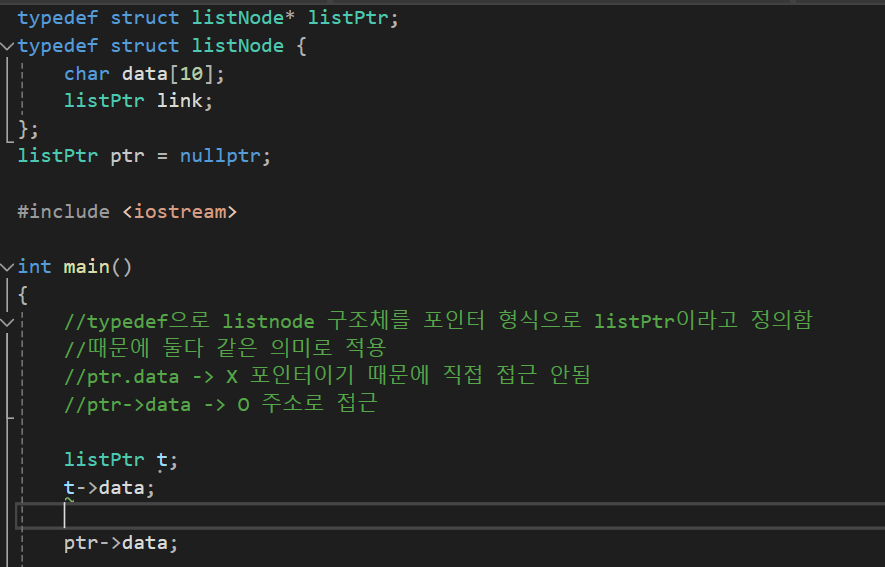 typedef struct listNode* listPtr;
typedef struct listNode {
char data[10];
listPtr link;
};
listPtr ptr = nullptr;
#include <iostream>
int main()
{
//typedef으로 listnode 구조체를 포인터 형식으로 listPtr이라고 정의함
//때문에 둘다 같은 의미로 적용
//ptr.data -> X 포인터이기 때문에 직접 접근 안됨
//ptr->data -> O 주소로 접근
listPtr t;
t->data;
ptr->data;